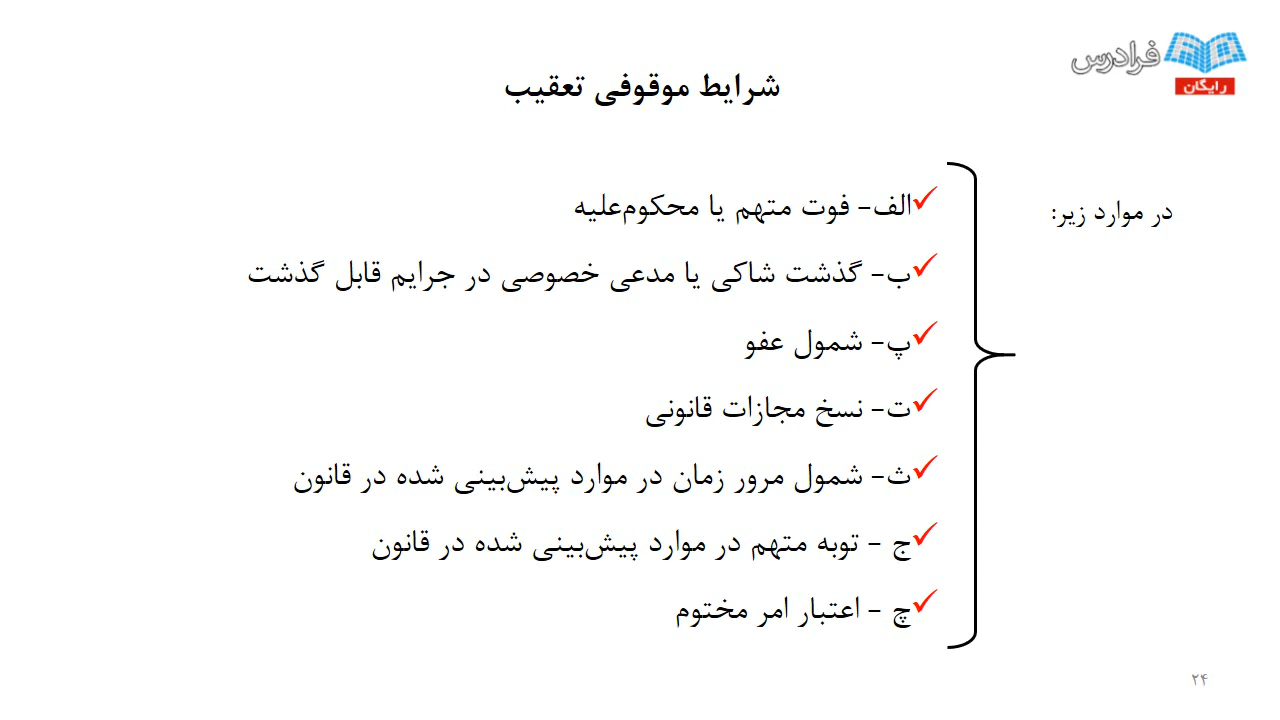 فرادرس
رایگان
شرایط موقوفی تعقیب
در موارد زیر:
الف- فوت متهم یا محکوم‌علیه
ب- گذشت شاکی یا مدعی خصوصی در جرایم قابل گذشت
پ- شمول عفو
ت- نسخ مجازات قانونی
ث- شمول مرور زمان در موارد پیش‌بینی شده در قانون
ج - توبه متهم در موارد پیش‌بینی شده در قانون
چ - اعتبار امر مختوم
۲۴